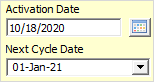 Activation Date
10/18/2020
Next Cycle Date
01-Jan-21